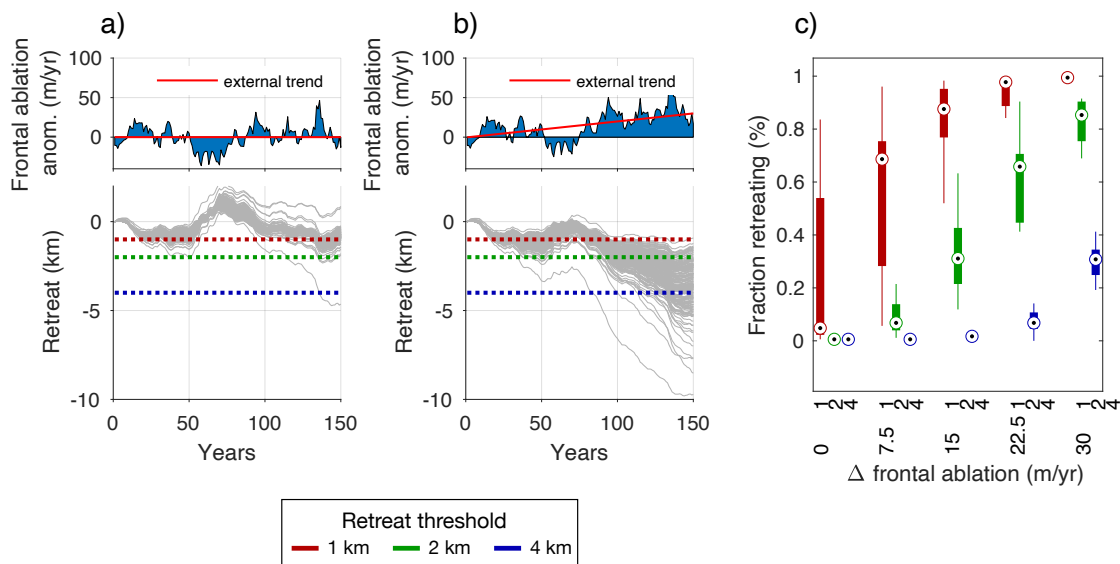 a)
Frontal ablation
anom. (m/yr)
100
50
0
external trend
Retreat (km)
0
-5
-10
0
50
100
150
Years
b)
Frontal ablation
anom. (m/yr)
100
50
0
external trend
Retreat (km)
0
-5
-10
0
50
100
150
Years
c)
Fraction retreating (%)
1
0.8
0.6
0.4
0.2
0
1 2 4
1 2 4
1 2 4
1 2 4
1 2 4
0
7.5
15
22.5
30
Δ frontal ablation (m/yr)
Retreat threshold
1 km
2 km
4 km